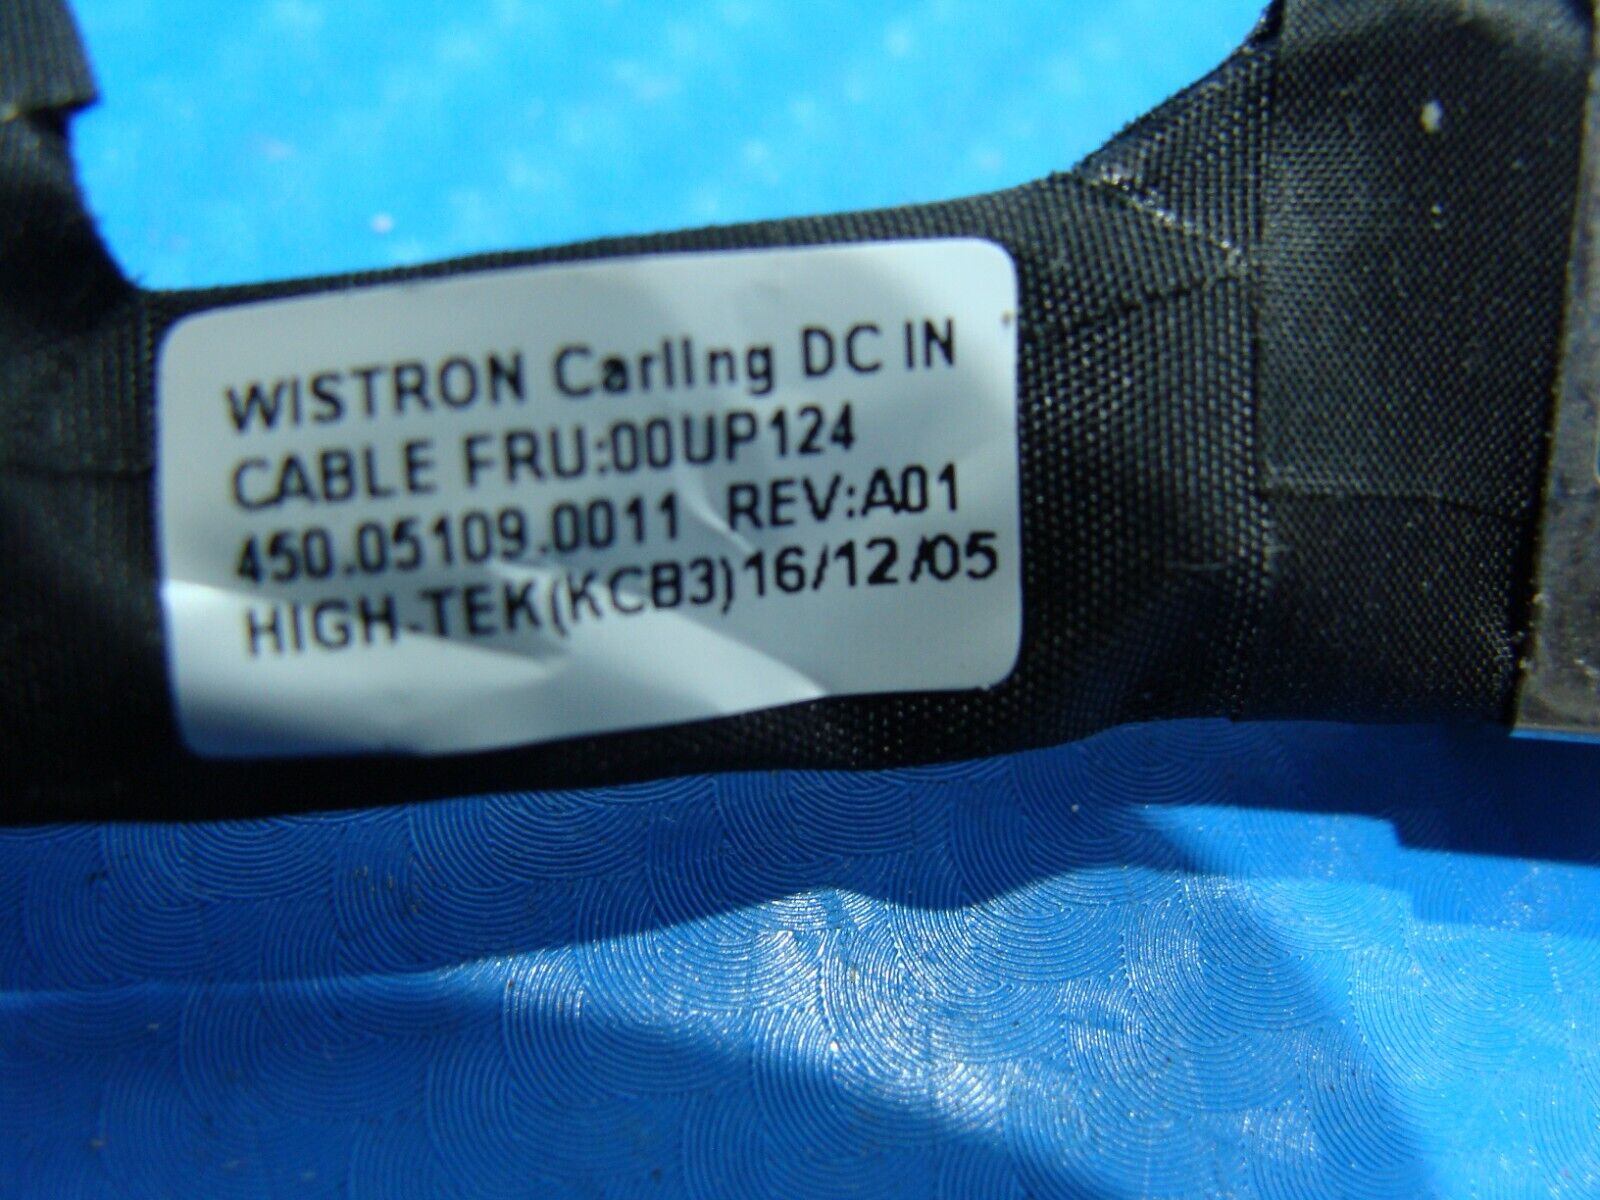 WISTRON Carling DC IN
CABLE FRU:00UP124
450.05109.0011 REV:A01
HIGH-TEK(KCB3)16/12/05